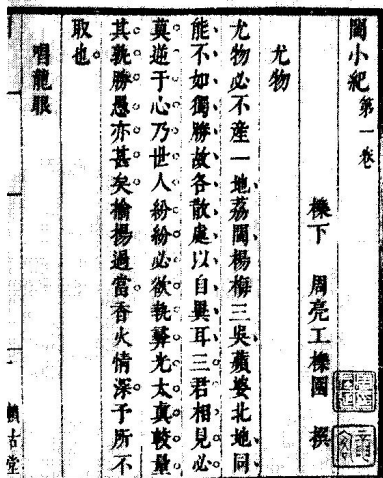 閩小紀第一卷
櫟下　周亮工櫟園　撰
尤物
尤物必不產一地荔閩楊梅三吳蘋婆北地同
能不如獨勝故各散處以自異耳三君相見必
莫逆于心乃世人紛紛必欲執彝光太真較量
其孰勝愚亦甚矣揄揚過當香火情深予所不
取也
唱龍眼
古堂